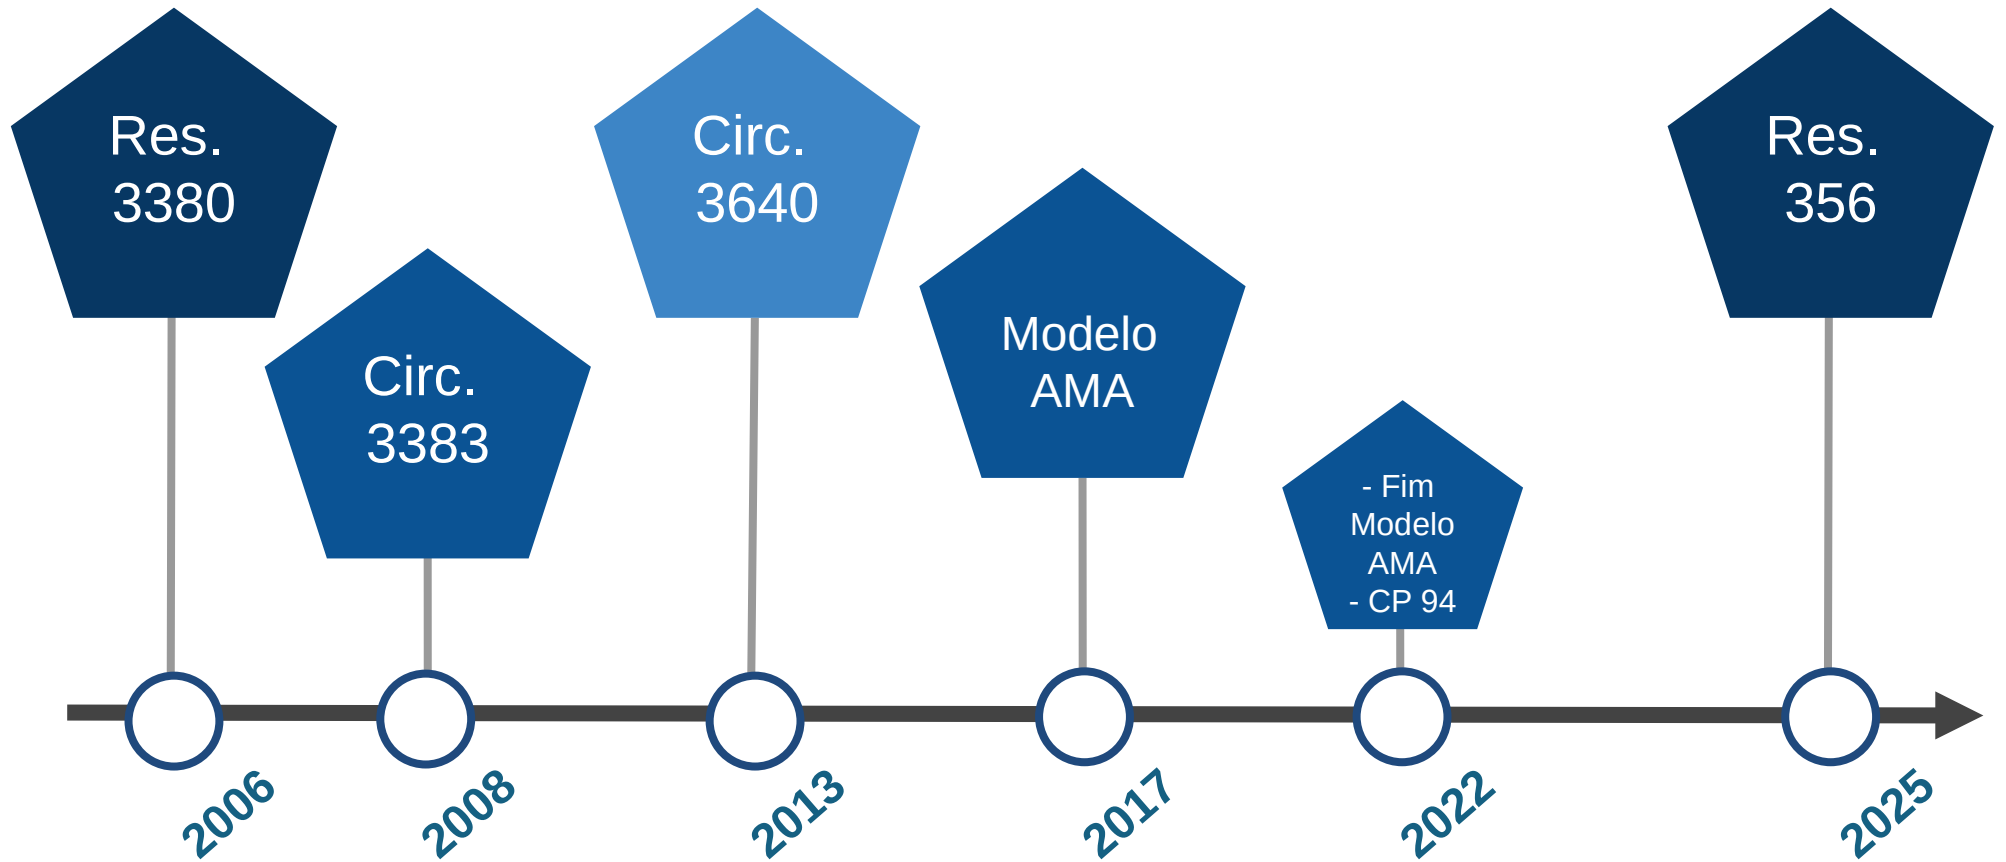 Res.
3380
Circ.
3383
Circ.
3640
Modelo
AMA
- Fim
Modelo
AMA
- CP 94
Res.
356
2006
2008
2013
2017
2022
2025